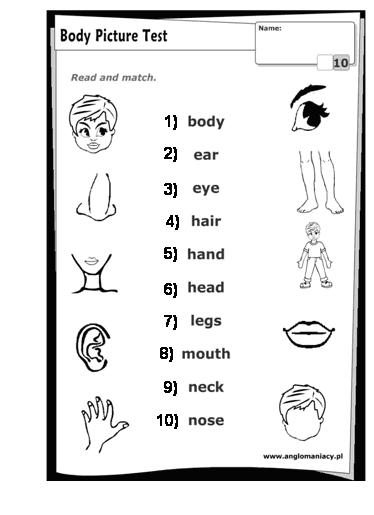 Body Picture Test
Name:
10
Read and match.
1) body
2) ear
3) eye
4) hair
5) hand
6) head
7) legs
8) mouth
9) neck
10) nose
www.anglomaniacy.pl